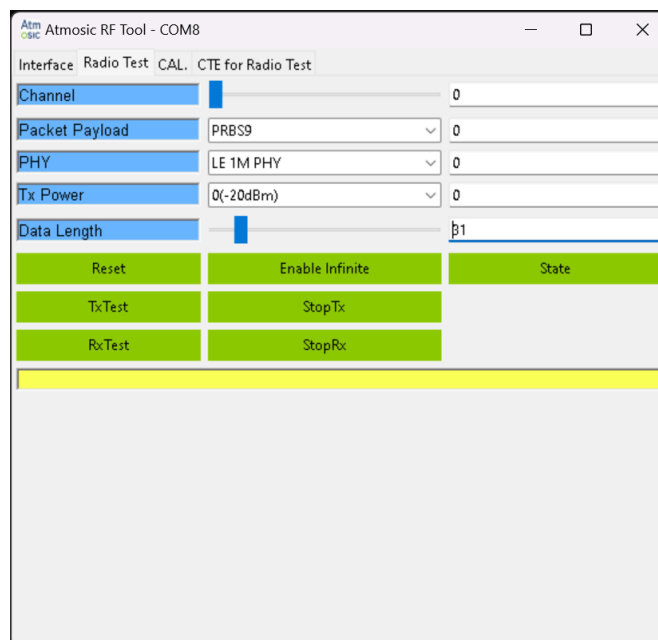 Atm
osic Atmosic RF Tool - COM8
Interface Radio Test CAL. CTE for Radio Test
Channel 0
Packet Payload PRBS9 0
PHY LE 1M PHY 0
Tx Power 0(-20dBm) 0
Data Length 31
Reset Enable Infinite State
TxTest StopTx
RxTest StopRx